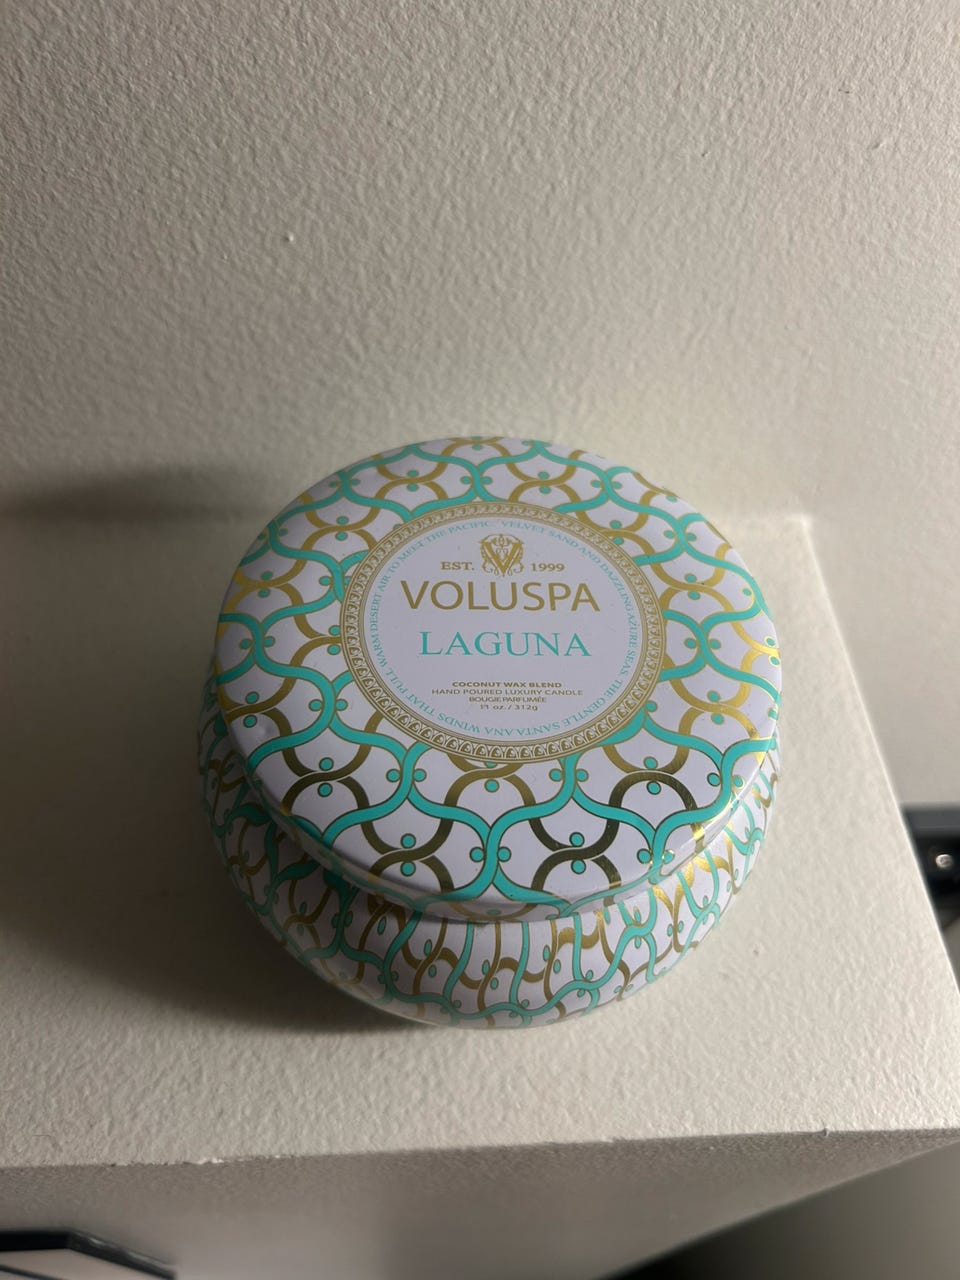 EST. 1999
VOLUSPA
LAGUNA
COCONUT WAX BLEND
HAND POURED LUXURY CANDLE
BOUGIE PARFUMÉE
11 oz. / 312g
VELVET SAND AND DAZZLING AZURE SEAS. THE GENTLE SANTA ANA WINDS THAT PULL WARM DESERT AIR TO MEET THE PACIFIC.